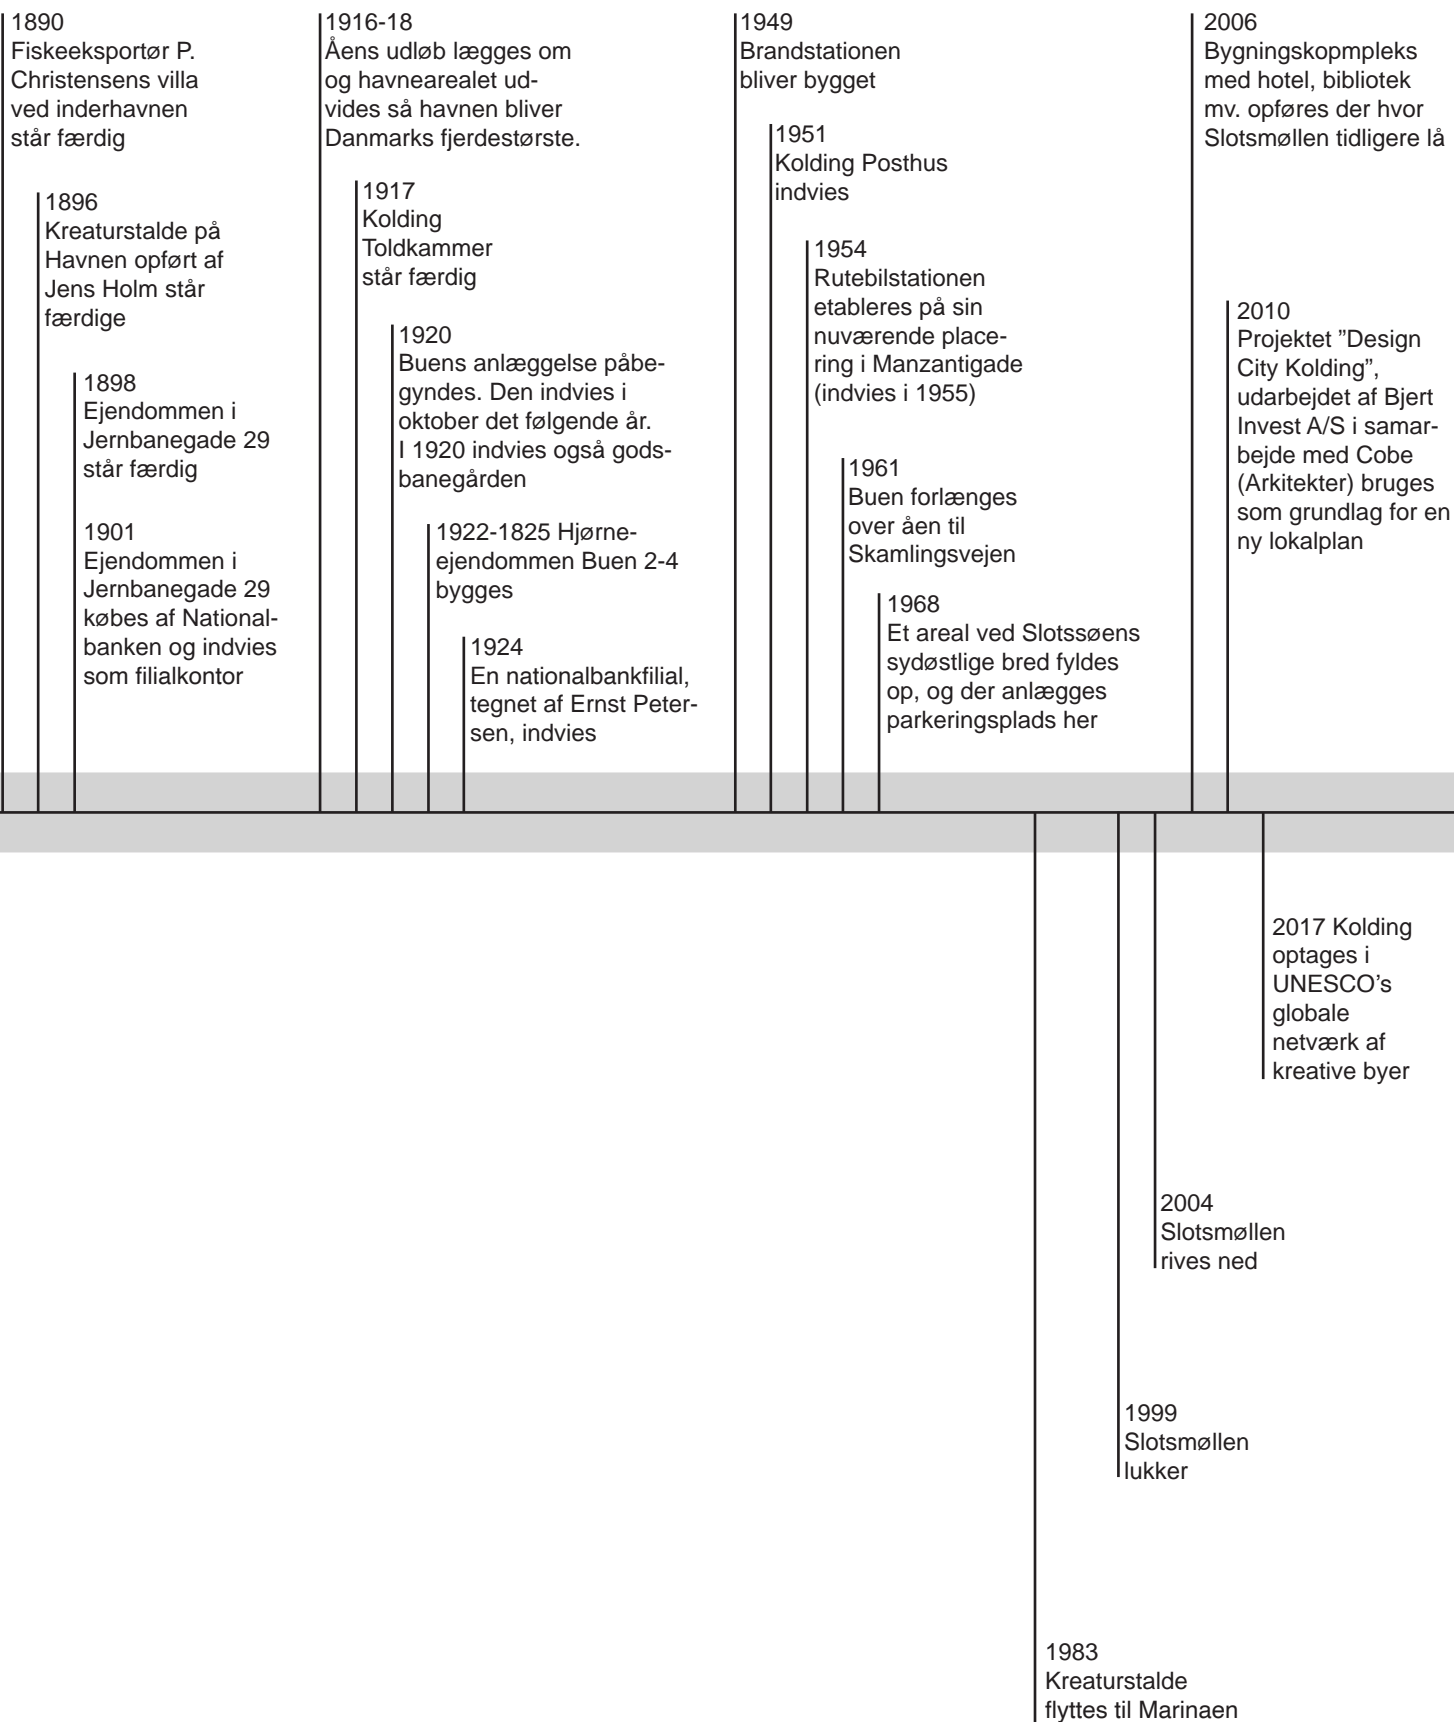 1890
Fiskeeksportør P.
Christensens villa
ved inderhavnen
står færdig
1896
Kreaturstalde på
Havnen opført af
Jens Holm står
færdige
1898
Ejendommen i
Jernbanegade 29
står færdig
1901
Ejendommen i
Jernbanegade 29
købes af National-
banken og indvies
som filialkontor
1916-18
Åens udløb lægges om
og havnearealet ud-
vides så havnen bliver
Danmarks fjerdestørste.
1917
Kolding
Toldkammer
står færdig
1920
Buens anlæggelse påbe-
gyndes. Den indvies i
oktober det følgende år.
I 1920 indvies også gods-
banegården
1922-1825 Hjørne-
ejendommen Buen 2-4
bygges
1924
En nationalbankfilial,
tegnet af Ernst Peter-
sen, indvies
1949
Brandstationen
bliver bygget
1951
Kolding Posthus
indvies
1954
Rutebilstationen
etableres på sin
nuværende place-
ring i Manzantigade
(indvies i 1955)
1961
Buen forlænges
over åen til
Skamlingsvejen
1968
Et areal ved Slotssøens
sydøstlige bred fyldes
op, og der anlægges
parkeringsplads her
1983
Kreaturstalde
flyttes til Marinaen
1999
Slotsmøllen
lukker
2004
Slotsmøllen
rives ned
2006
Bygningskopmpleks
med hotel, bibliotek
mv. opføres der hvor
Slotsmøllen tidligere lå
2010
Projektet ”Design
City Kolding”,
udarbejdet af Bjert
Invest A/S i samar-
bejde med Cobe
(Arkitekter) bruges
som grundlag for en
ny lokalplan
2017 Kolding
optages i
UNESCO’s
globale
netværk af
kreative byer